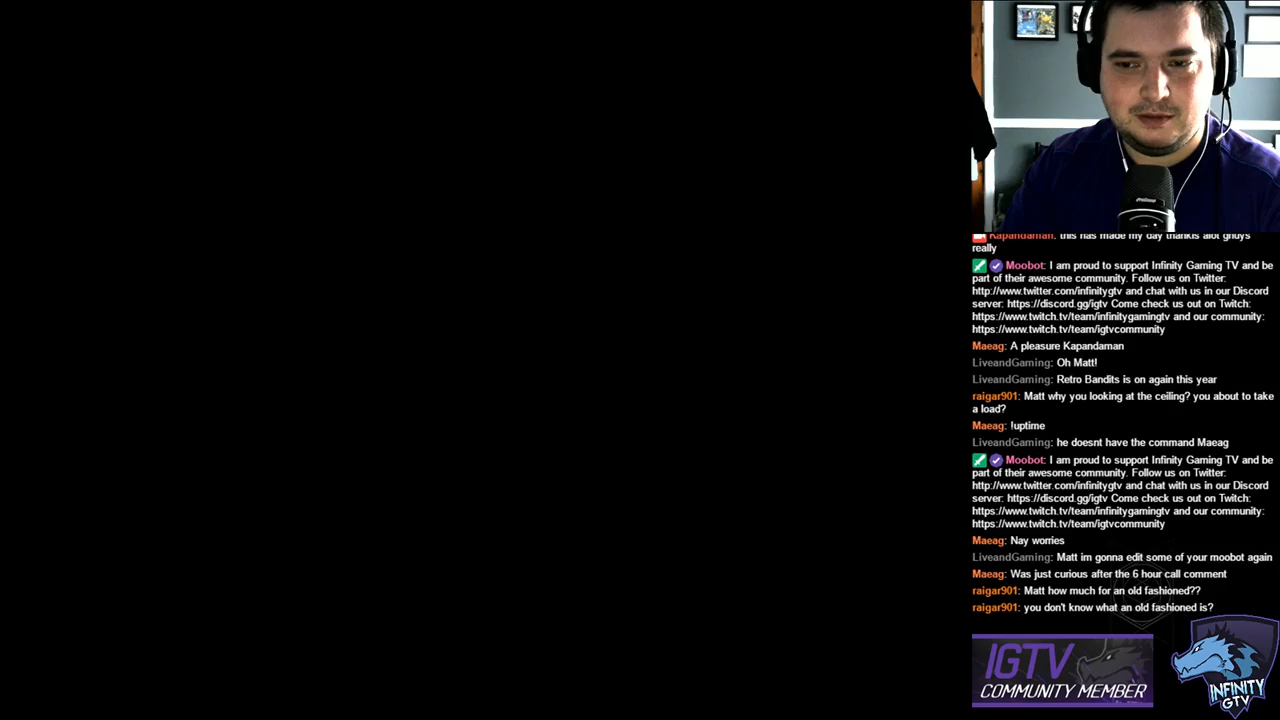 Kapandaman: this has made my day thankis alot ghuys
really
Moobot: I am proud to support Infinity Gaming TV and be
part of their awesome community. Follow us on Twitter:
http://www.twitter.com/infinitygtv and chat with us in our Discord
server: https://discord.gg/igtv Come check us out on Twitch:
https://www.twitch.tv/team/infinitygamingtv and our community:
https://www.twitch.tv/team/igtvcommunity
Maeag: A pleasure Kapandaman
LiveandGaming: Oh Matt!
LiveandGaming: Retro Bandits is on again this year
raigar901: Matt why you looking at the ceiling? you about to take
a load?
Maeag: !uptime
LiveandGaming: he doesnt have the command Maeag
Moobot: I am proud to support Infinity Gaming TV and be
part of their awesome community. Follow us on Twitter:
http://www.twitter.com/infinitygtv and chat with us in our Discord
server: https://discord.gg/igtv Come check us out on Twitch:
https://www.twitch.tv/team/infinitygamingtv and our community:
https://www.twitch.tv/team/igtvcommunity
Maeag: Nay worries
LiveandGaming: Matt im gonna edit some of your moobot again
Maeag: Was just curious after the 6 hour call comment
raigar901: Matt how much for an old fashioned??
raigar901: you don't know what an old fashioned is?
IGTV
COMMUNITY MEMBER
INFINITY
GTV